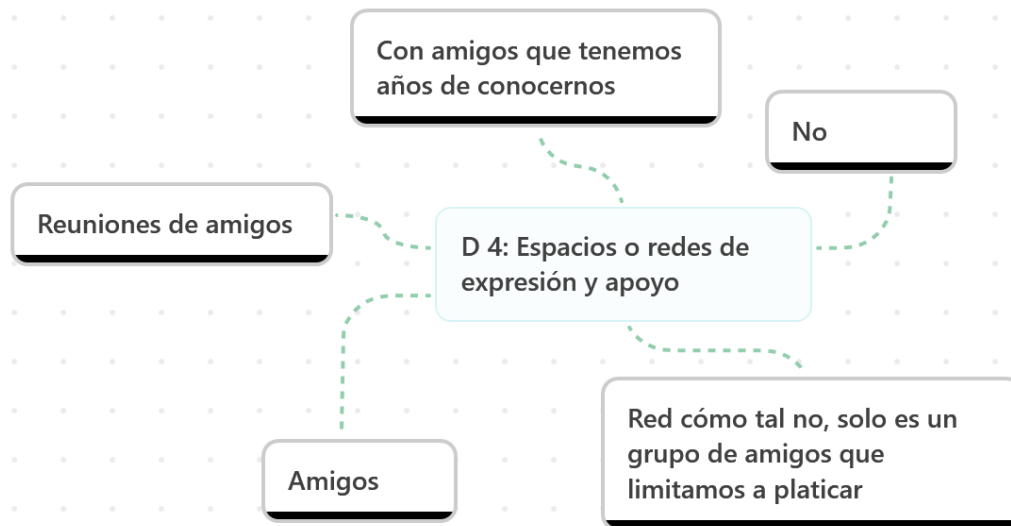 Con amigos que tenemos
años de conocernos
No
Reuniones de amigos
D 4: Espacios o redes de
expresión y apoyo
Red cómo tal no, solo es un
grupo de amigos que
limitamos a platicar
Amigos